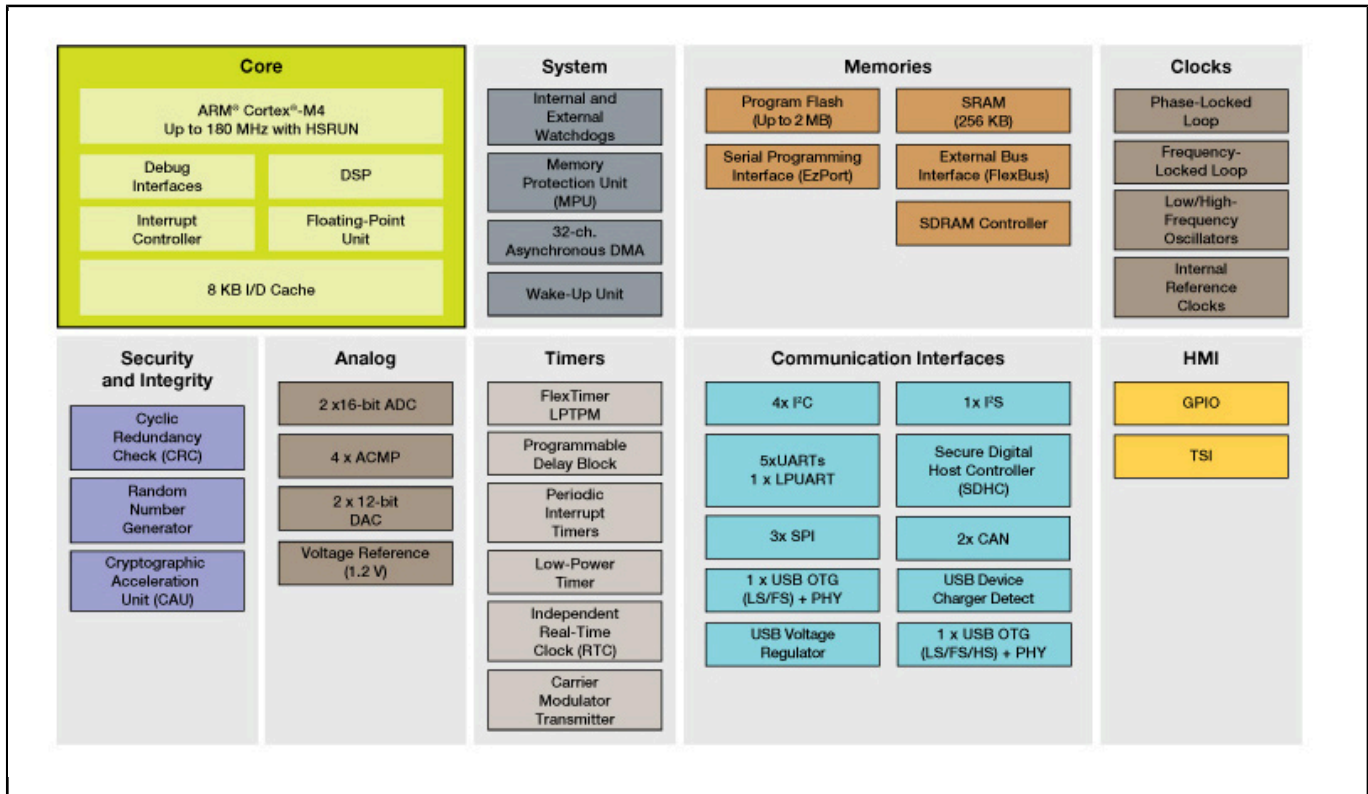 Core
ARM® Cortex®-M4
Up to 180 MHz with HSRUN
Debug
Interfaces
DSP
Interrupt
Controller
Floating-Point
Unit
8 KB I/D Cache
System
Internal and
External
Watchdogs
Memory
Protection Unit
(MPU)
32-ch.
Asynchronous DMA
Wake-Up Unit
Memories
Program Flash
(Up to 2 MB)
SRAM
(256 KB)
Serial Programming
Interface (EzPort)
External Bus
Interface (FlexBus)
SDRAM Controller
Clocks
Phase-Locked
Loop
Frequency-
Locked Loop
Low/High-
Frequency
Oscillators
Internal
Reference
Clocks
Security
and Integrity
Cyclic
Redundancy
Check (CRC)
Random
Number
Generator
Cryptographic
Acceleration
Unit (CAU)
Analog
2 x16-bit ADC
4 x ACMP
2 x 12-bit
DAC
Voltage Reference
(1.2 V)
Timers
FlexTimer
LPTPM
Programmable
Delay Block
Periodic
Interrupt
Timers
Low-Power
Timer
Independent
Real-Time
Clock (RTC)
Carrier
Modulator
Transmitter
Communication Interfaces
4x I²C
1x I²S
5xUARTs
1 x LPUART
Secure Digital
Host Controller
(SDHC)
3x SPI
2x CAN
1 x USB OTG
(LS/FS) + PHY
USB Device
Charger Detect
USB Voltage
Regulator
1 x USB OTG
(LS/FS/HS) + PHY
HMI
GPIO
TSI